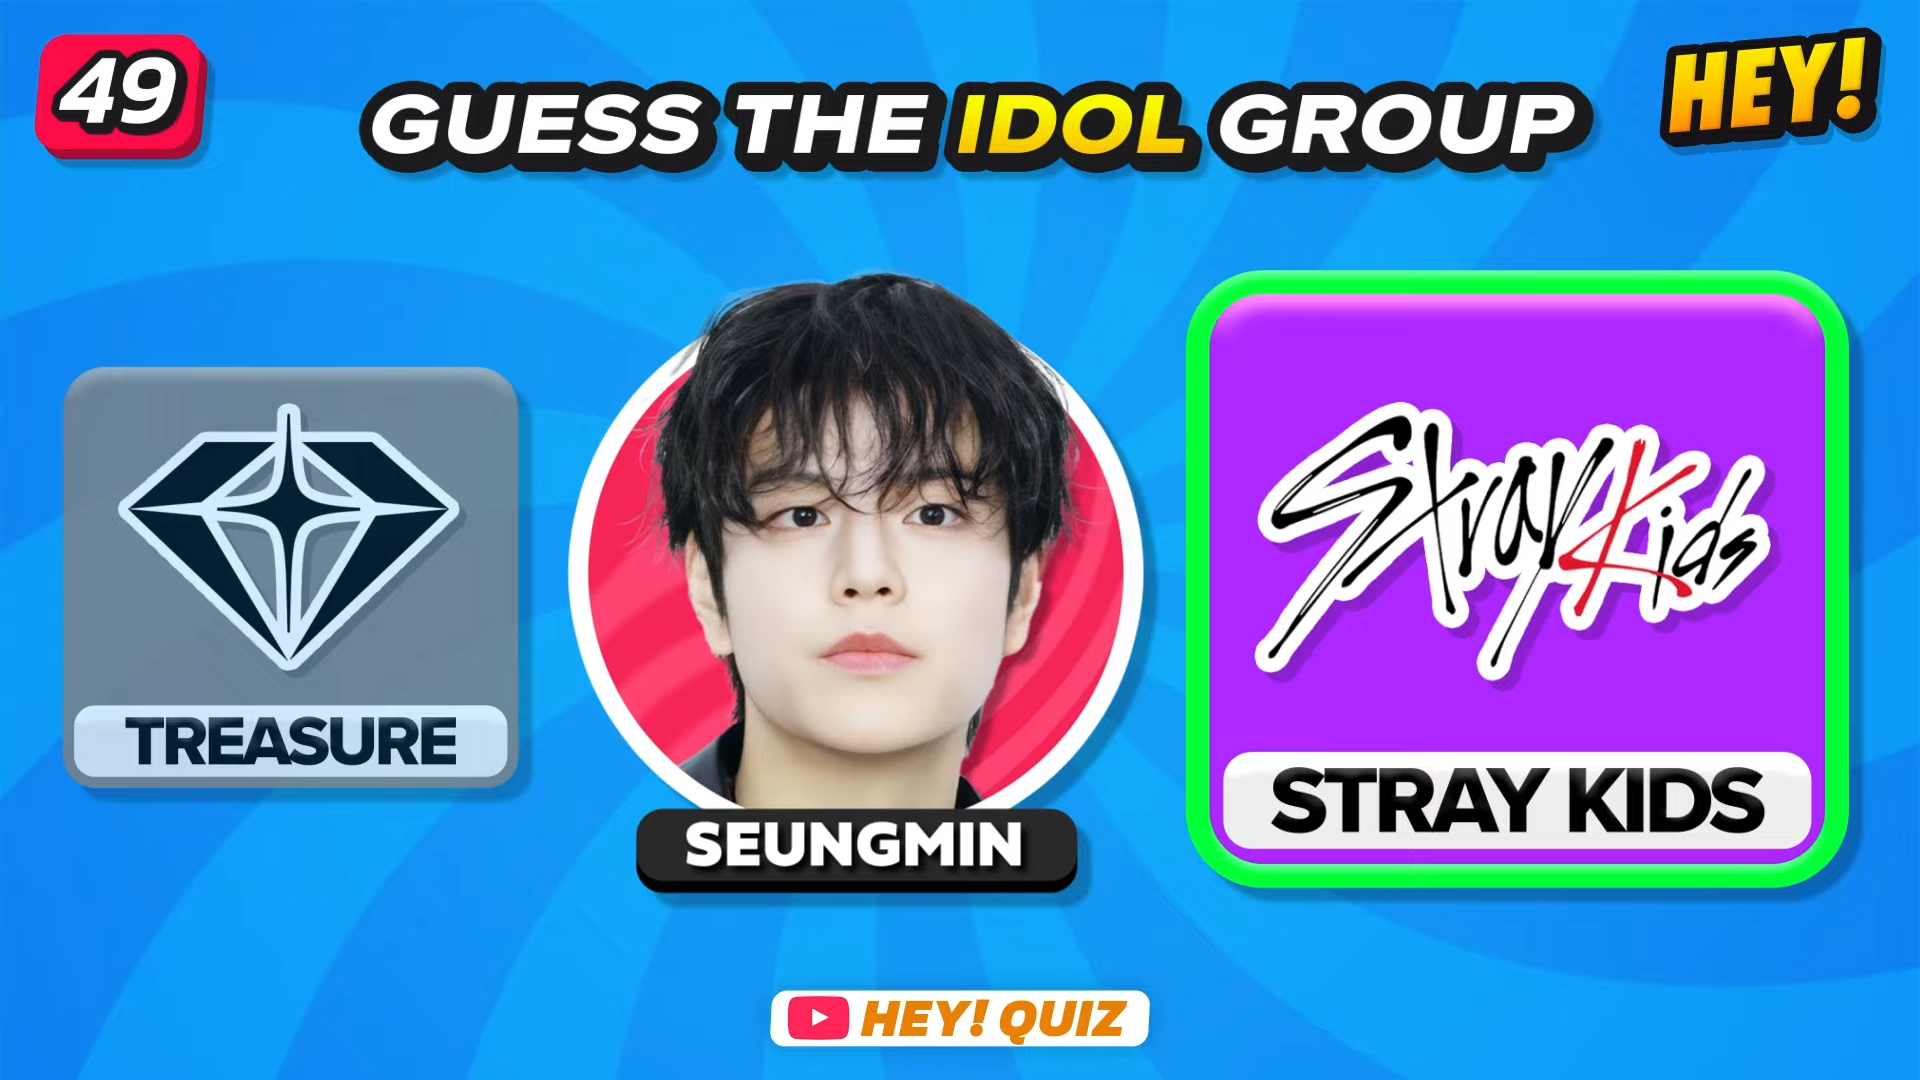 49
GUESS THE IDOL GROUP
HEY!
TREASURE
SEUNGMIN
Stray Kids
STRAY KIDS
HEY! QUIZ